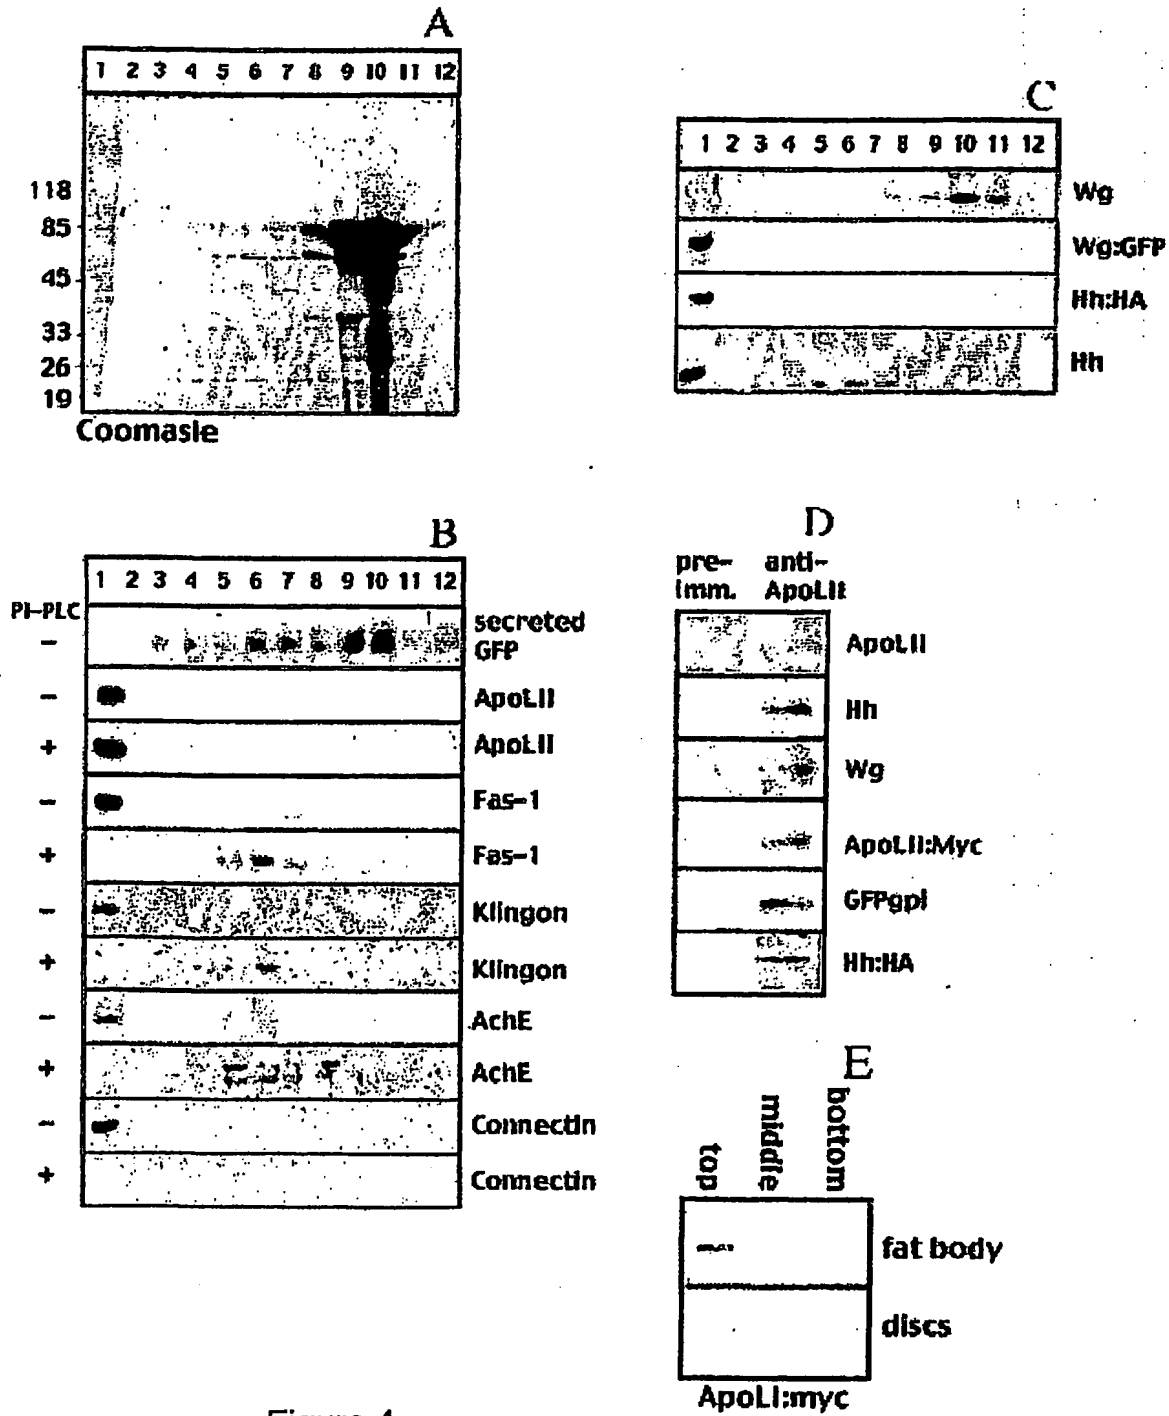 A
1 2 3 4 5 6 7 8 9 10 11 12
118
85
45
33
26
19
Coomasie
B
1 2 3 4 5 6 7 8 9 10 11 12
PI-PLC
− secreted GFP
− ApoLII
+ ApoLII
− Fas-1
+ Fas-1
− Klingon
+ Klingon
− AchE
+ AchE
− Connectin
+ Connectin
C
1 2 3 4 5 6 7 8 9 10 11 12
Wg
Wg:GFP
Hh:HA
Hh
D
pre- anti-
imm. ApoLII
ApoLII
Hh
Wg
ApoLII:Myc
GFPgpi
Hh:HA
E
top middle bottom
fat body
discs
ApoLI:myc